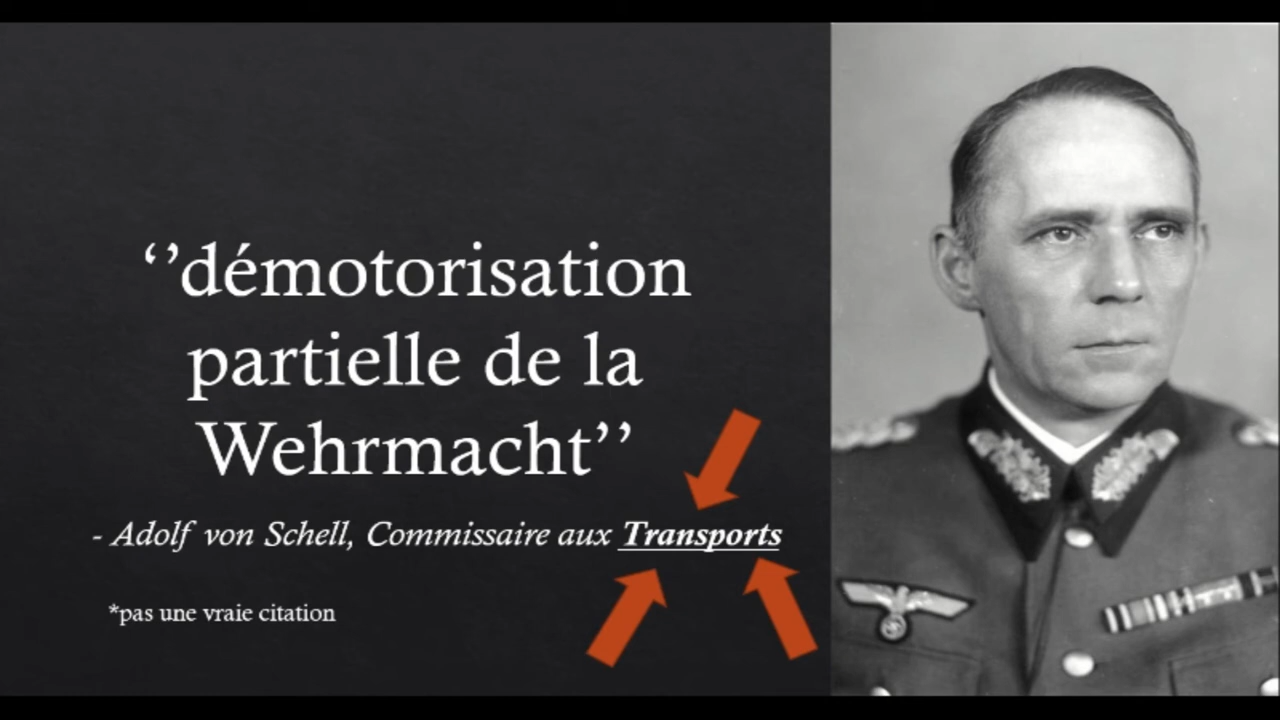 ‘’démotorisation
partielle de la
Wehrmacht’’
- Adolf von Schell, Commissaire aux Transports
*pas une vraie citation